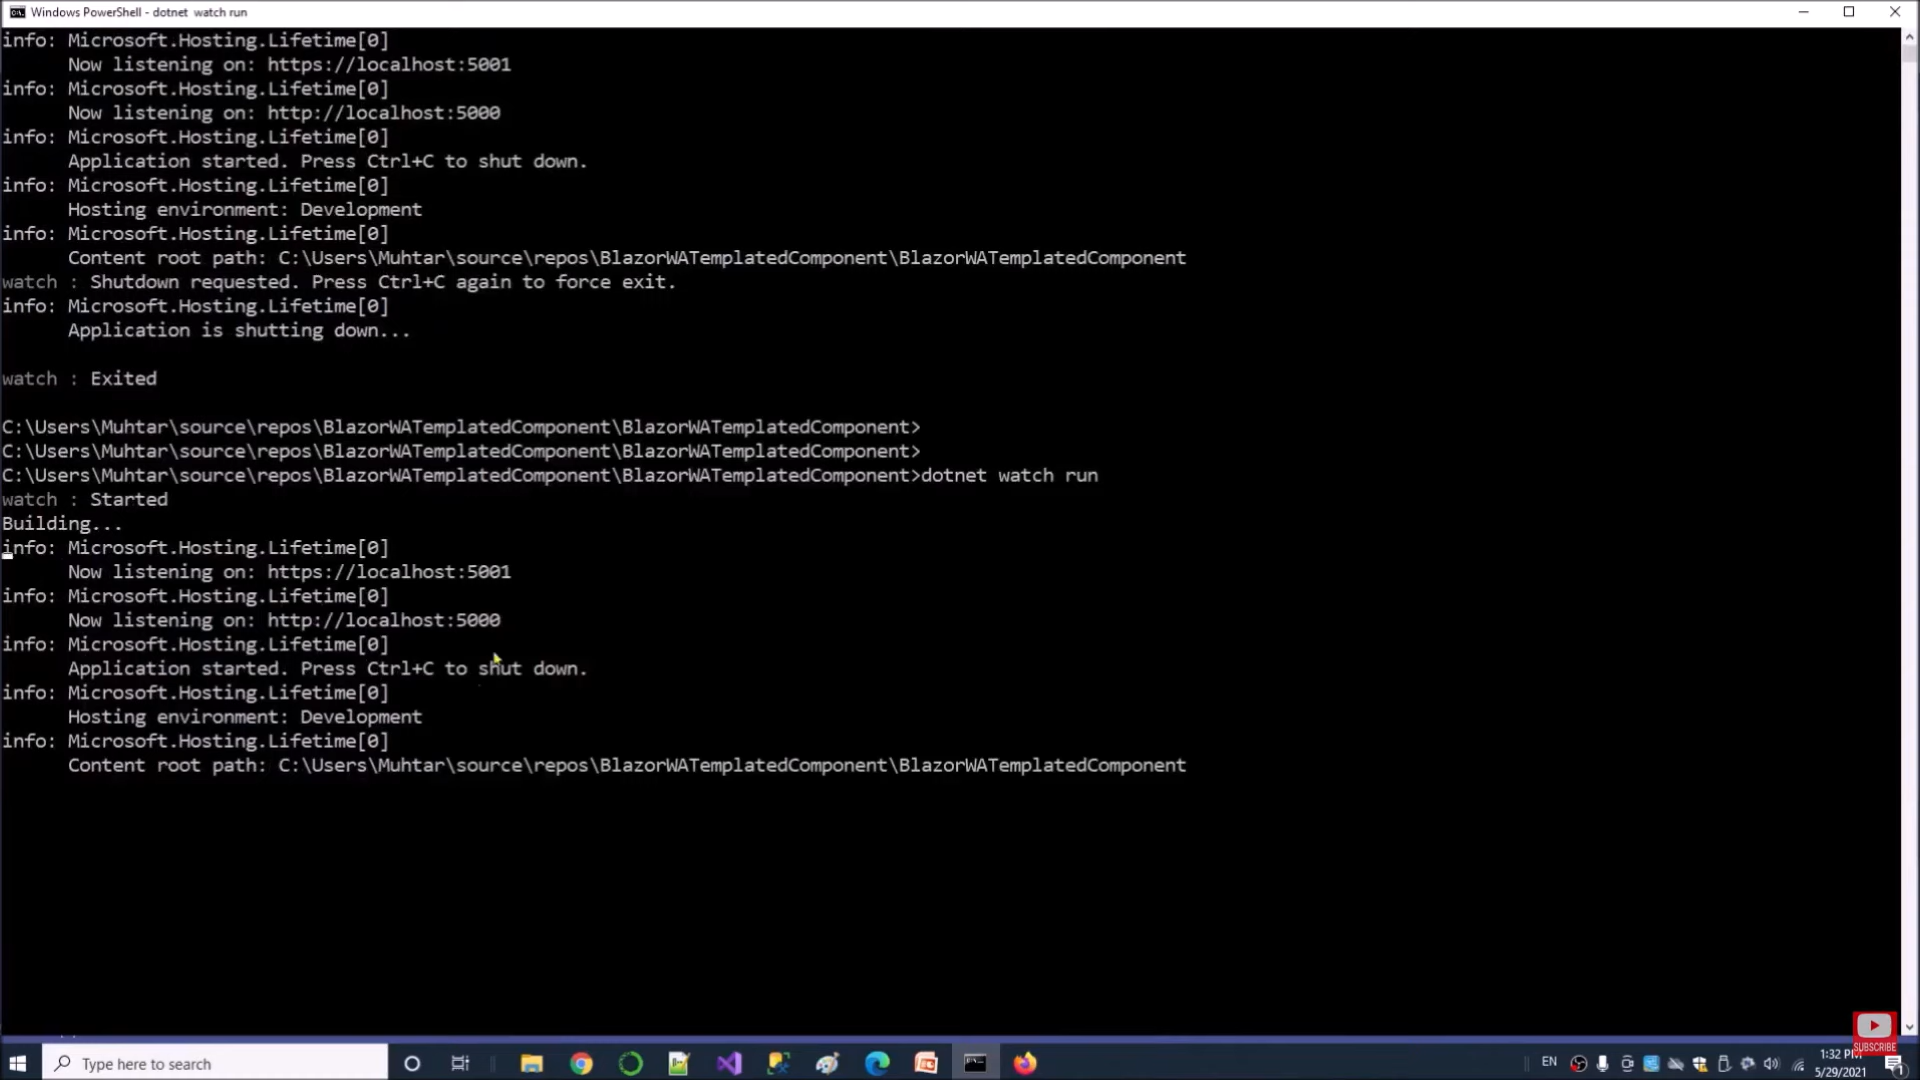 Windows PowerShell - dotnet  watch run
info: Microsoft.Hosting.Lifetime[0]
      Now listening on: https://localhost:5001
info: Microsoft.Hosting.Lifetime[0]
      Now listening on: http://localhost:5000
info: Microsoft.Hosting.Lifetime[0]
      Application started. Press Ctrl+C to shut down.
info: Microsoft.Hosting.Lifetime[0]
      Hosting environment: Development
info: Microsoft.Hosting.Lifetime[0]
      Content root path: C:\Users\Muhtar\source\repos\BlazorWATemplatedComponent\BlazorWATemplatedComponent
watch : Shutdown requested. Press Ctrl+C again to force exit.
info: Microsoft.Hosting.Lifetime[0]
      Application is shutting down...
watch : Exited
C:\Users\Muhtar\source\repos\BlazorWATemplatedComponent\BlazorWATemplatedComponent>
C:\Users\Muhtar\source\repos\BlazorWATemplatedComponent\BlazorWATemplatedComponent>
C:\Users\Muhtar\source\repos\BlazorWATemplatedComponent\BlazorWATemplatedComponent>dotnet watch run
watch : Started
Building...
info: Microsoft.Hosting.Lifetime[0]
      Now listening on: https://localhost:5001
info: Microsoft.Hosting.Lifetime[0]
      Now listening on: http://localhost:5000
info: Microsoft.Hosting.Lifetime[0]
      Application started. Press Ctrl+C to shut down.
info: Microsoft.Hosting.Lifetime[0]
      Hosting environment: Development
info: Microsoft.Hosting.Lifetime[0]
      Content root path: C:\Users\Muhtar\source\repos\BlazorWATemplatedComponent\BlazorWATemplatedComponent
SUBSCRIBE
Type here to search
EN
1:32 PM
5/29/2021